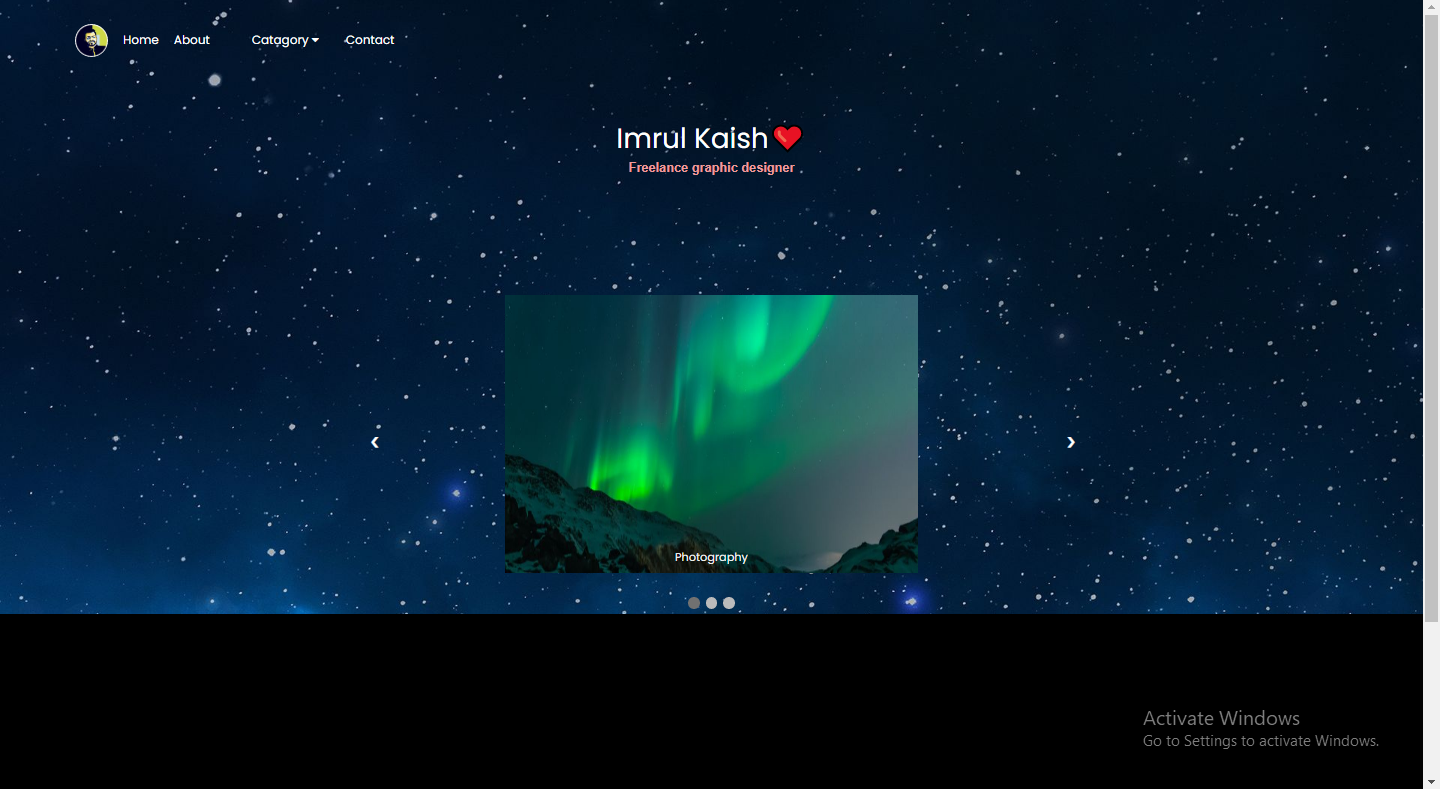 Home About Catagory Contact
Imrul Kaish
Freelance graphic designer
Photography
Activate Windows
Go to Settings to activate Windows.